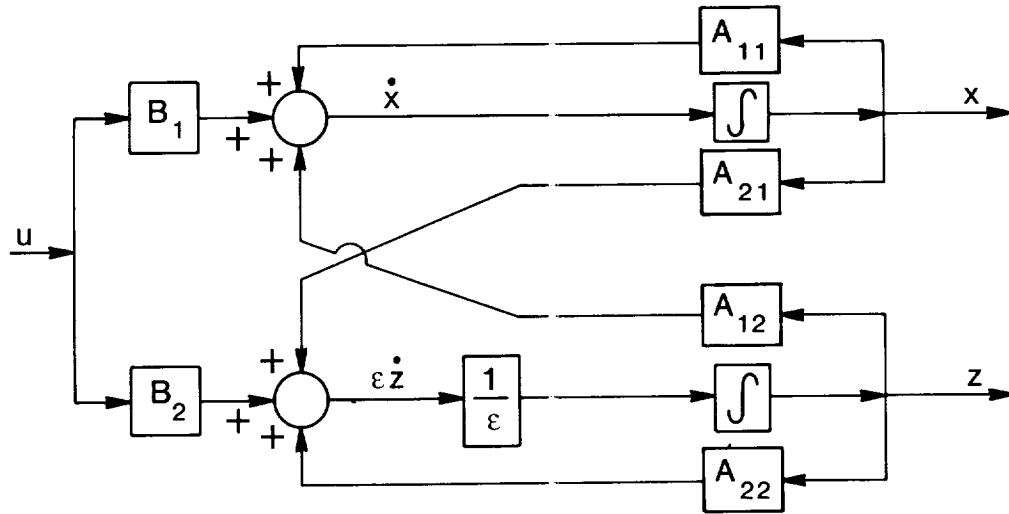 A11
+
B1
ẋ
∫
x
+
+
A21
u
A12
+
εż
1
ε
∫
z
B2
+
+
A22